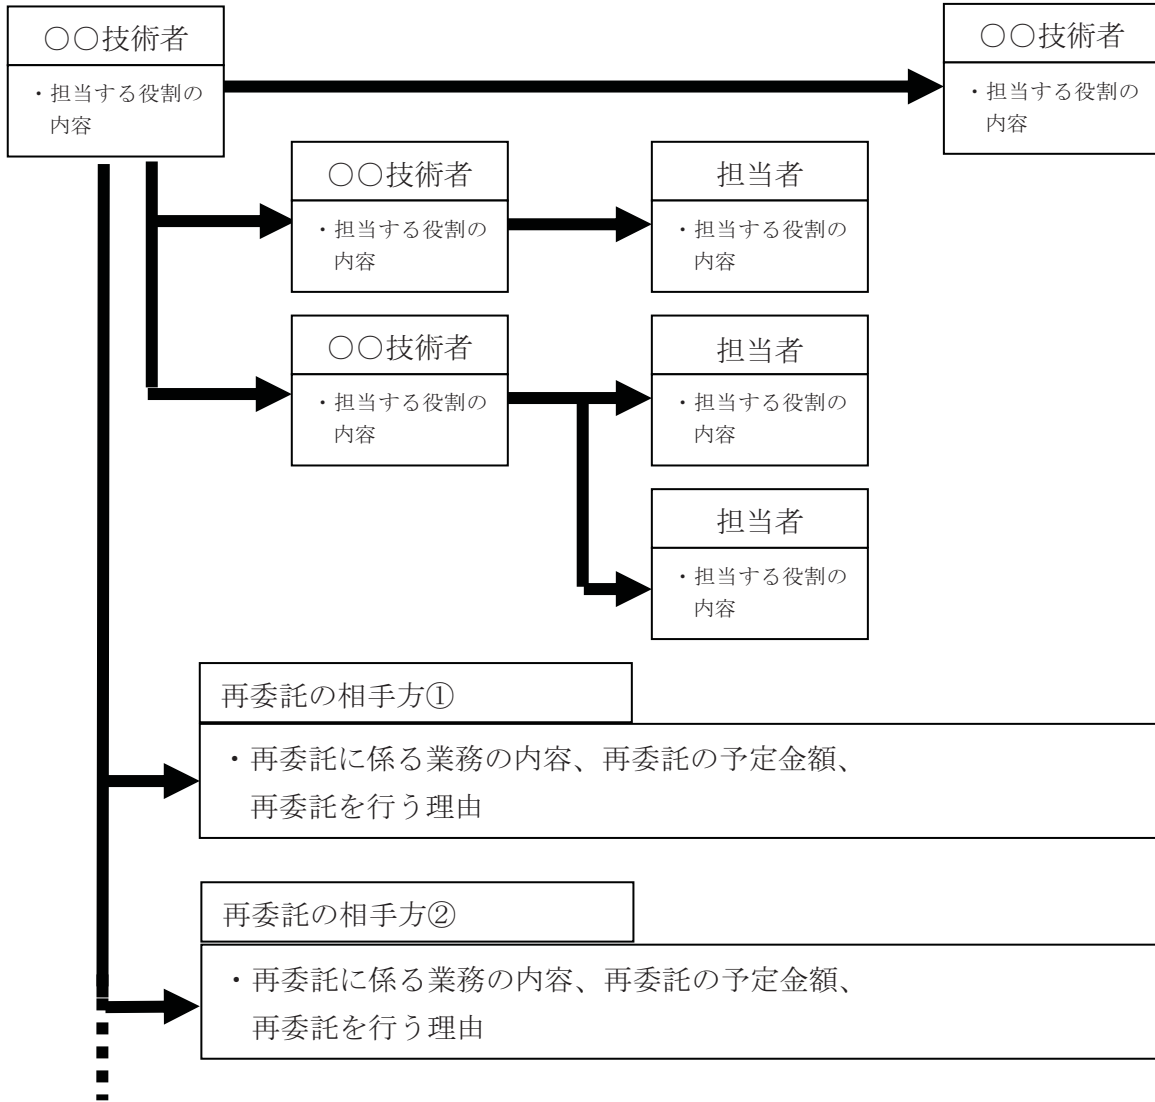 ○○技術者
・担当する役割の
内容
○○技術者
・担当する役割の
内容
○○技術者
・担当する役割の
内容
担当者
・担当する役割の
内容
○○技術者
・担当する役割の
内容
担当者
・担当する役割の
内容
担当者
・担当する役割の
内容
再委託の相手方①
・再委託に係る業務の内容、再委託の予定金額、
再委託を行う理由
再委託の相手方②
・再委託に係る業務の内容、再委託の予定金額、
再委託を行う理由